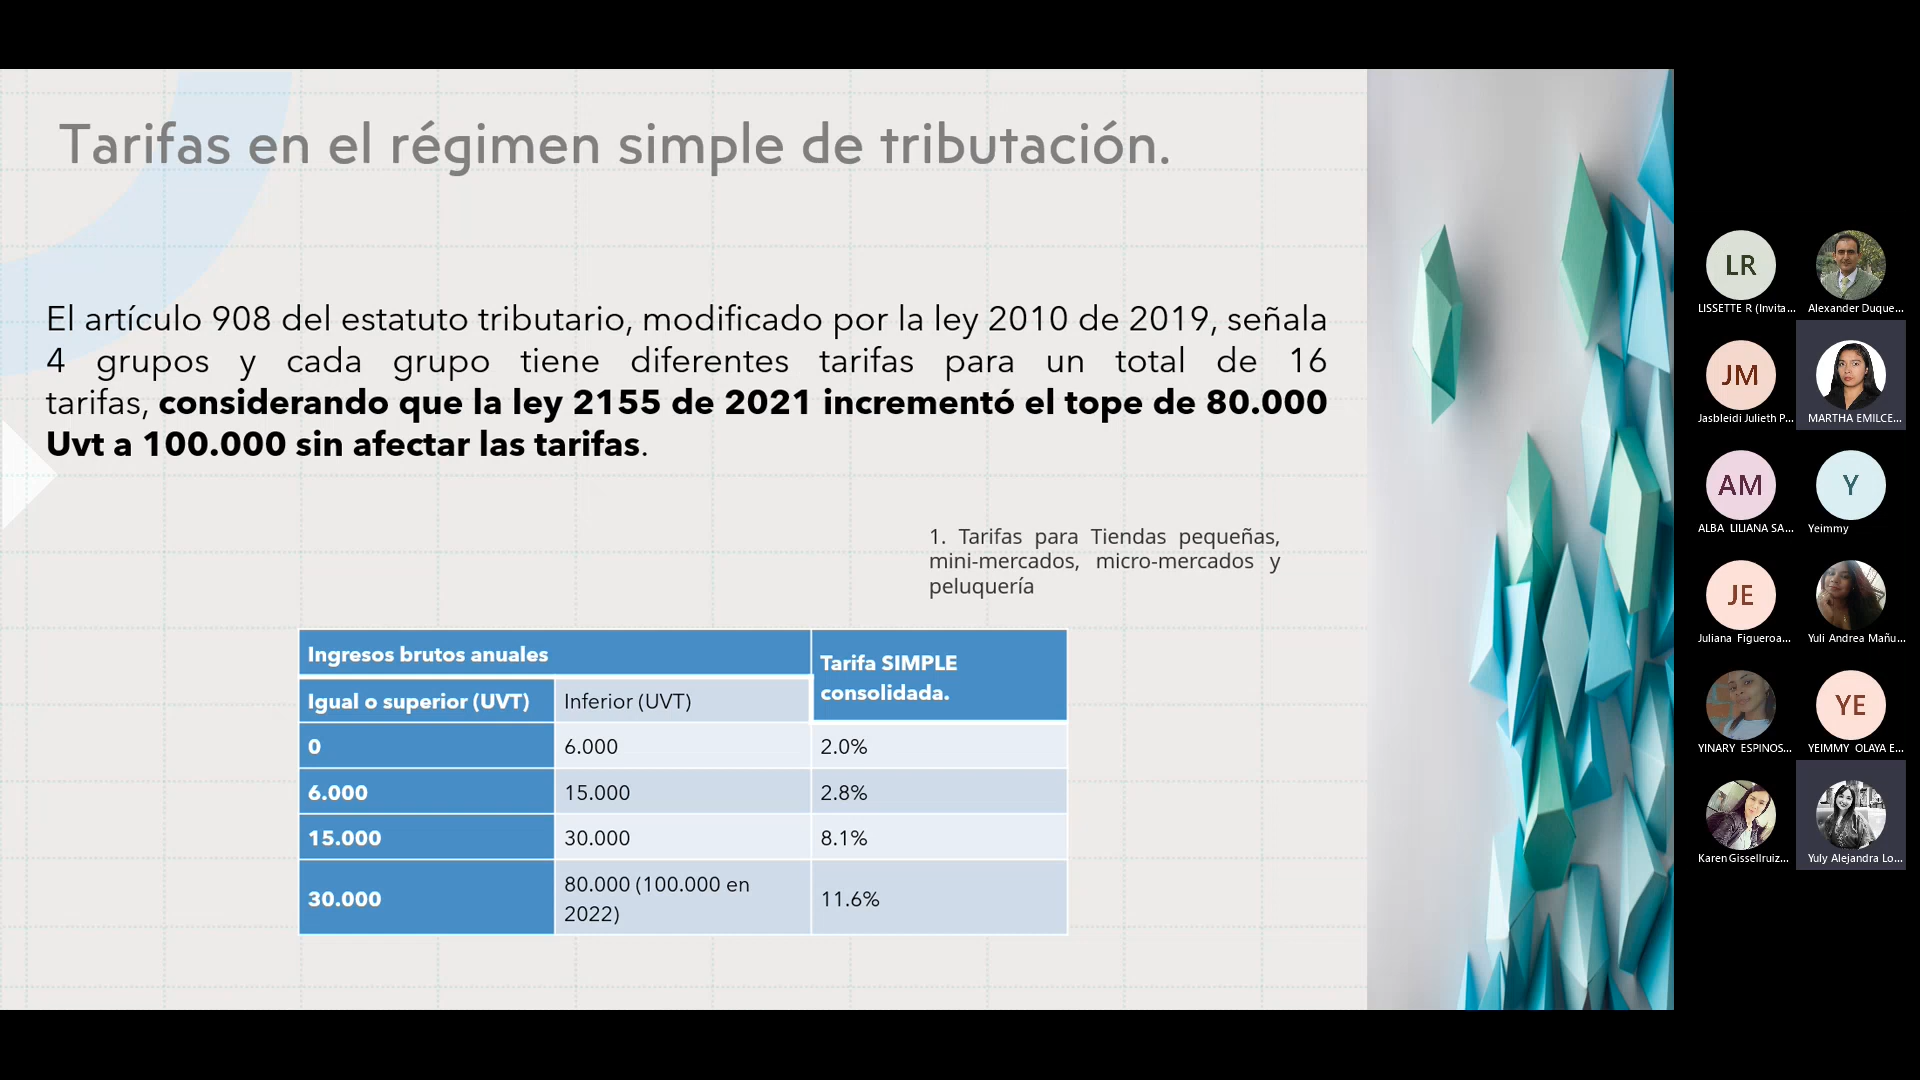 Tarifas en el régimen simple de tributación.
El artículo 908 del estatuto tributario, modificado por la ley 2010 de 2019, señala
4 grupos y cada grupo tiene diferentes tarifas para un total de 16
tarifas, considerando que la ley 2155 de 2021 incrementó el tope de 80.000
Uvt a 100.000 sin afectar las tarifas.
1. Tarifas para Tiendas pequeñas,
mini-mercados, micro-mercados y
peluquería
Ingresos brutos anuales
Tarifa SIMPLE
consolidada.
Igual o superior (UVT) Inferior (UVT)
0 6.000 2.0%
6.000 15.000 2.8%
15.000 30.000 8.1%
30.000 80.000 (100.000 en
2022) 11.6%
LR
LISSETTE R (Invita...
Alexander Duque...
JM
Jasbleidi Julieth P...
MARTHA EMILCE...
AM
ALBA LILIANA SA...
Y
Yeimmy
JE
Juliana Figueroa...
Yuli Andrea Mañu...
YINARY ESPINOS...
YE
YEIMMY OLAYA E...
Karen Gissellruiz...
Yuly Alejandra Lo...